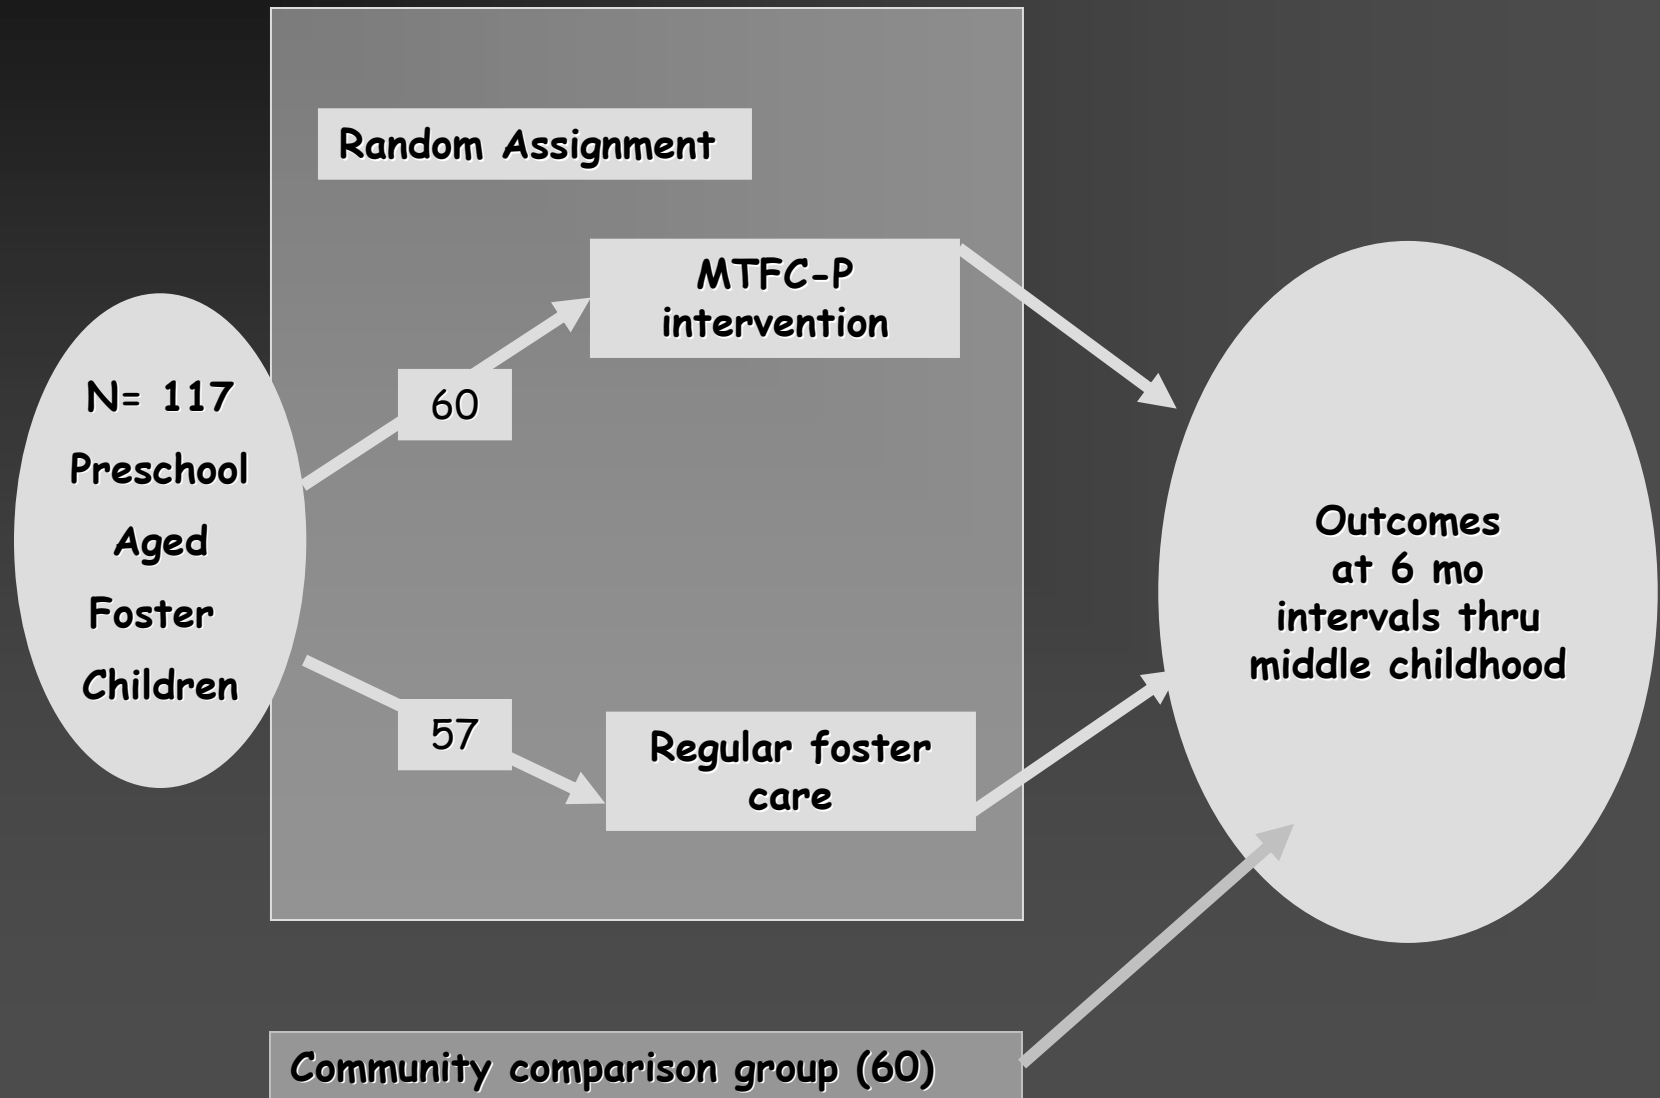 Random Assignment
MTFC-P
intervention
60
N= 117
Preschool
Aged
Foster
Children
57
Regular foster
care
Outcomes
at 6 mo
intervals thru
middle childhood
Community comparison group (60)